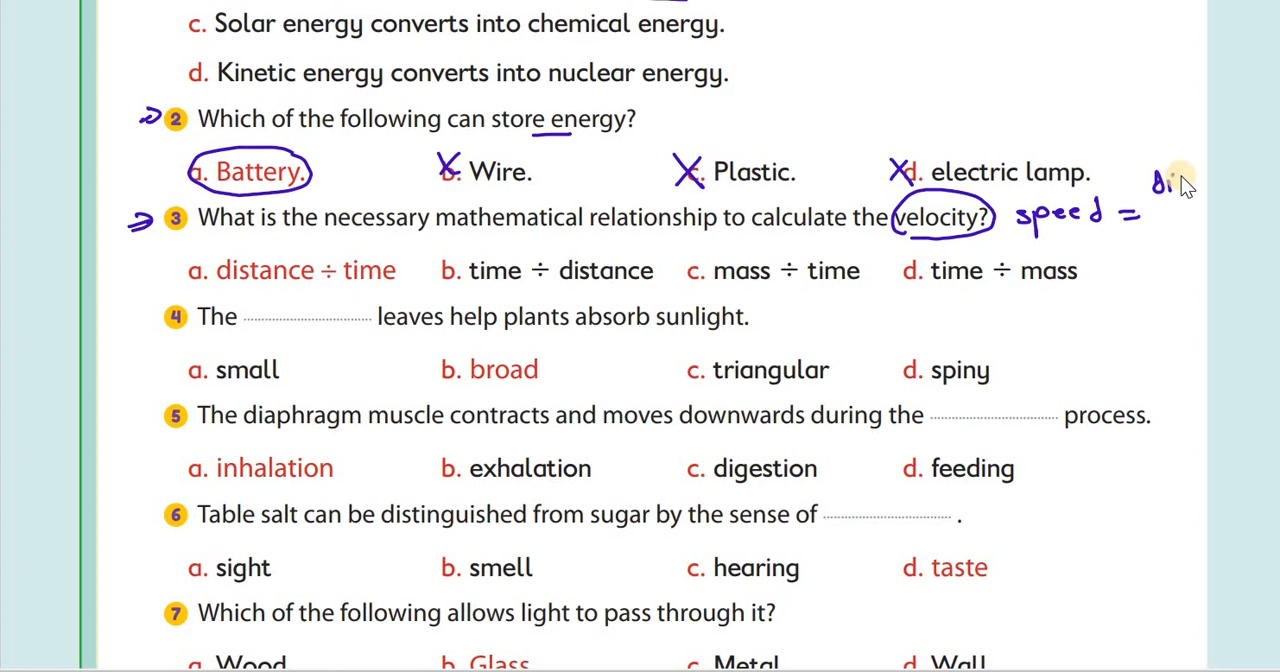 c. Solar energy converts into chemical energy.
d. Kinetic energy converts into nuclear energy.
2 Which of the following can store energy?
a. Battery. b. Wire. c. Plastic. d. electric lamp.
di
3 What is the necessary mathematical relationship to calculate the velocity? speed =
a. distance ÷ time b. time ÷ distance c. mass ÷ time d. time ÷ mass
4 The ........................ leaves help plants absorb sunlight.
a. small b. broad c. triangular d. spiny
5 The diaphragm muscle contracts and moves downwards during the ........................ process.
a. inhalation b. exhalation c. digestion d. feeding
6 Table salt can be distinguished from sugar by the sense of ........................ .
a. sight b. smell c. hearing d. taste
7 Which of the following allows light to pass through it?
a. Wood b. Glass c. Metal d. Wall